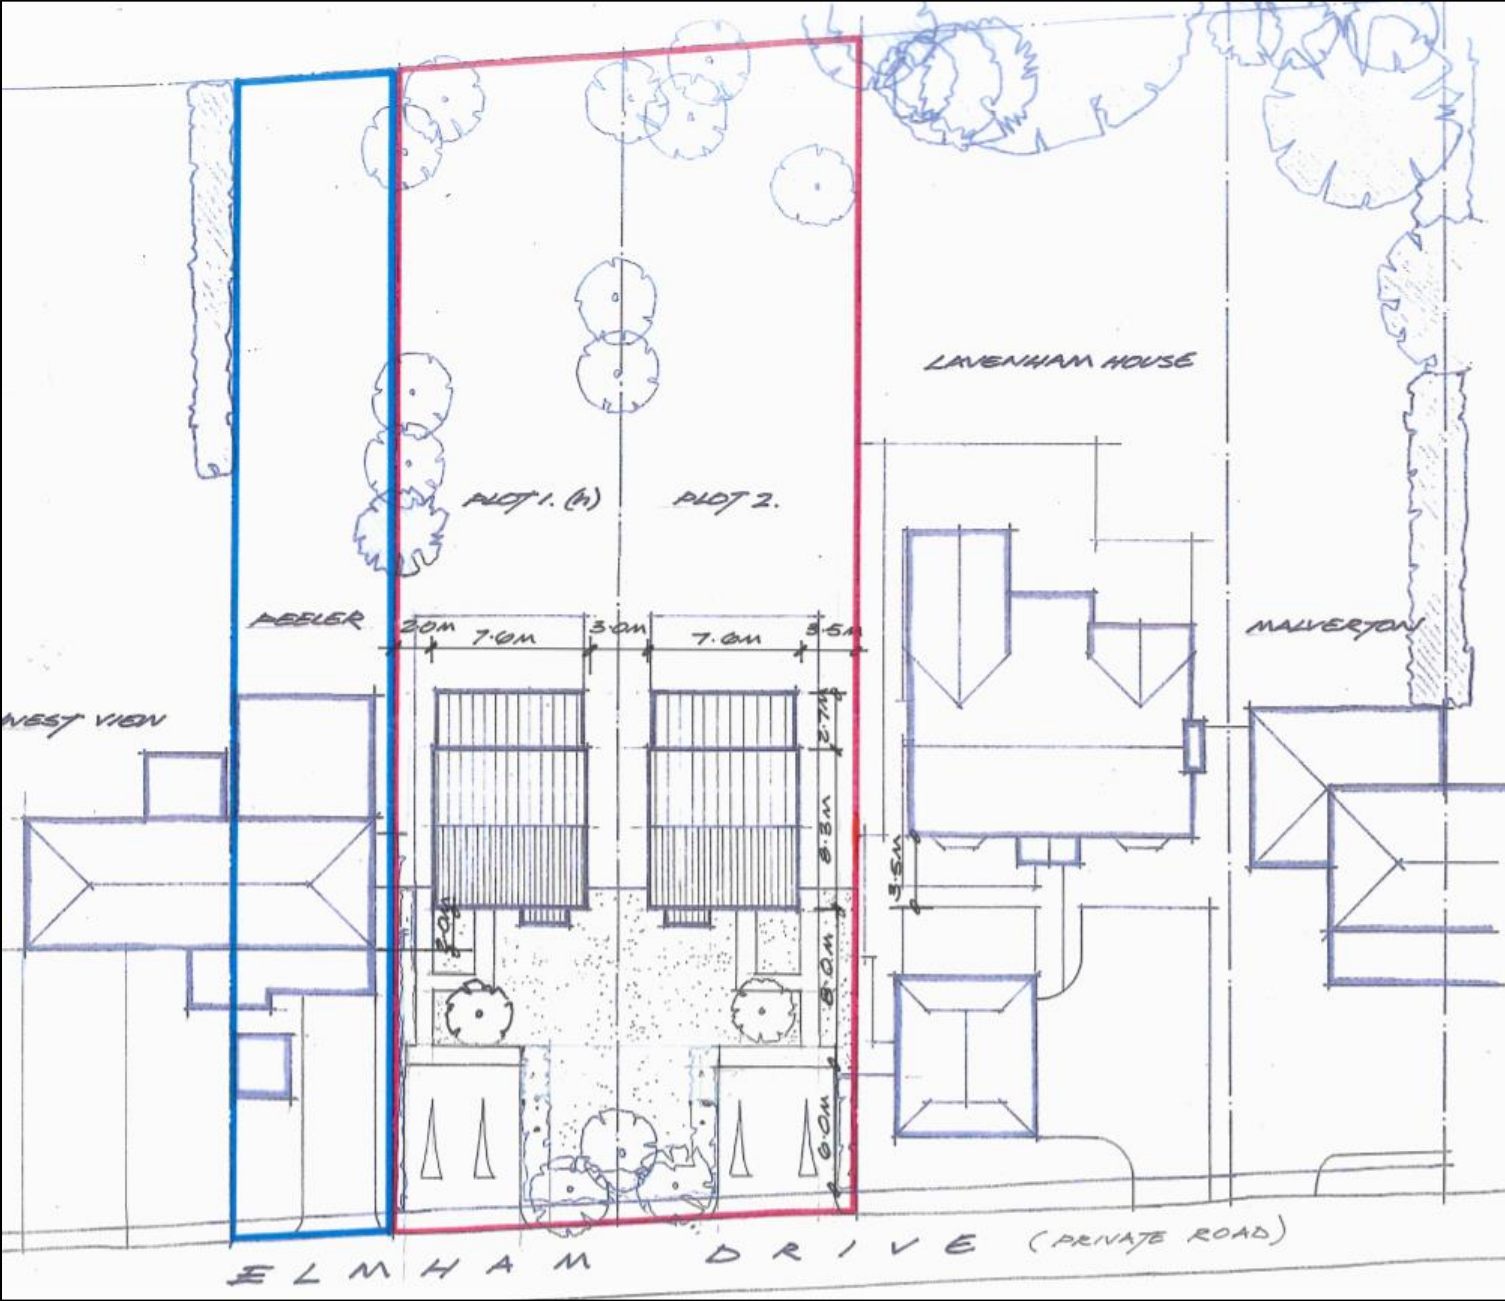 LAVENHAM HOUSE
PLOT 1. (h)
PLOT 2.
PEELER
2.0M
7.6M
3.0M
7.6M
3.5M
MALVERTON
WEST VIEW
2.7M
8.3M
3.5M
2.0M
8.0M
6.0M
ELMHAM DRIVE (PRIVATE ROAD)